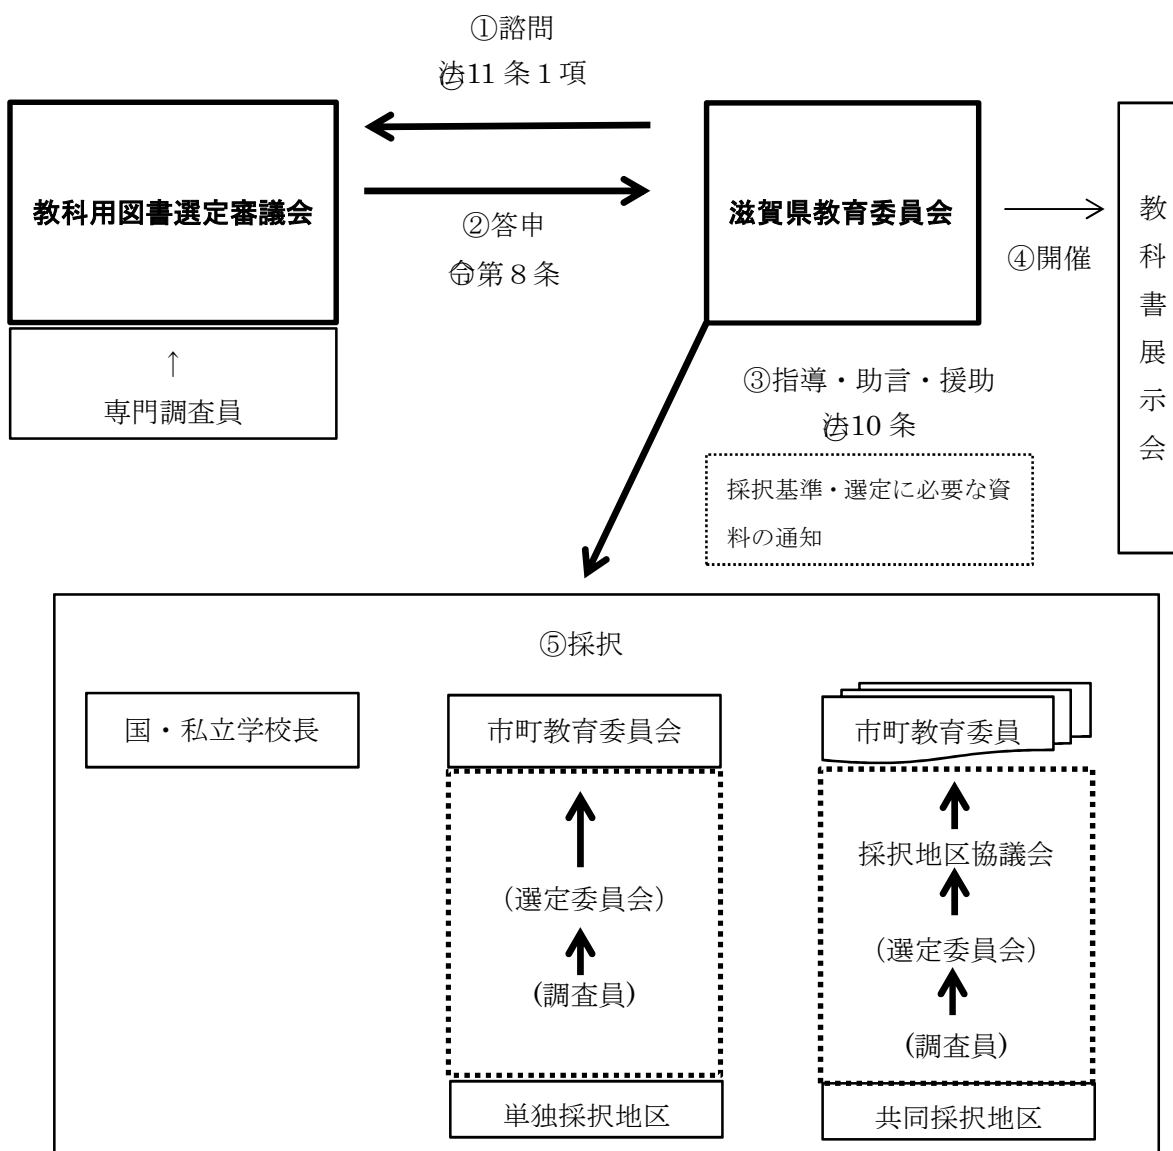 ①諮問
㊁法11条1項
教科用図書選定審議会
滋賀県教育委員会
②答申
令第8条
④開催
教科書展示会
↑
専門調査員
③指導・助言・援助
法10条
採択基準・選定に必要な資
料の通知
⑤採択
国・私立学校長
市町教育委員会
(選定委員会)
(調査員)
単独採択地区
市町教育委員
採択地区協議会
(選定委員会)
(調査員)
共同採択地区